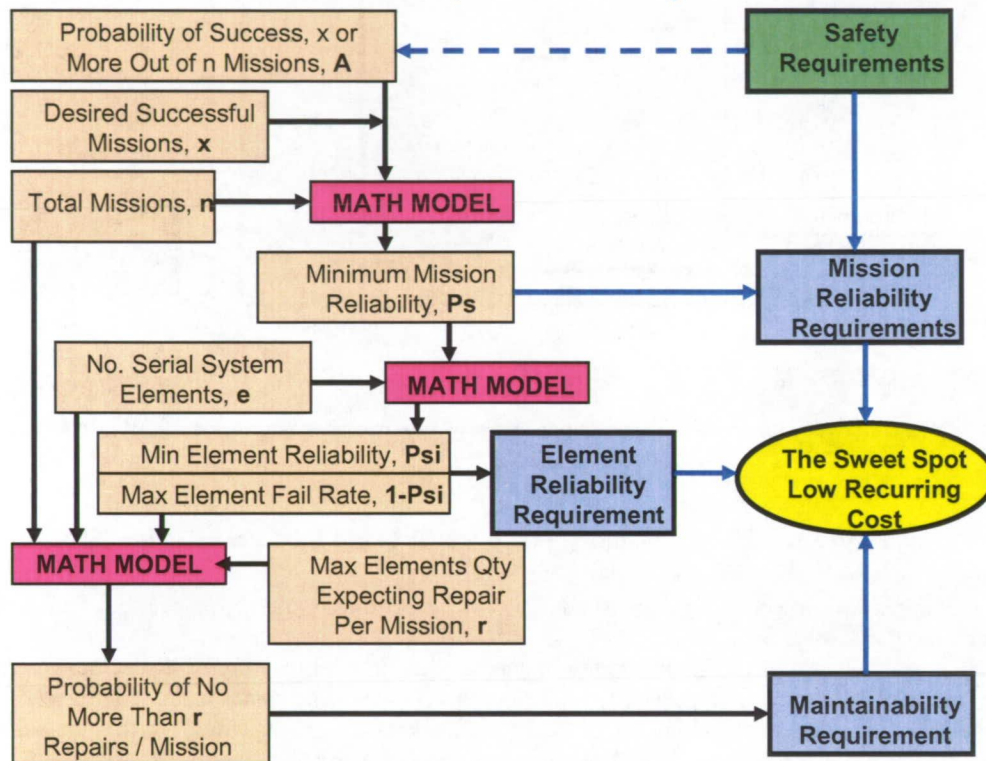 Probability of Success, x or
More Out of n Missions, A
Safety
Requirements
Desired Successful
Missions, x
Total Missions, n
MATH MODEL
Minimum Mission
Reliability, Ps
Mission
Reliability
Requirements
No. Serial System
Elements, e
MATH MODEL
Min Element Reliability, Psi
Max Element Fail Rate, 1-Psi
Element
Reliability
Requirement
The Sweet Spot
Low Recurring
Cost
MATH MODEL
Max Elements Qty
Expecting Repair
Per Mission, r
Probability of No
More Than r
Repairs / Mission
Maintainability
Requirement